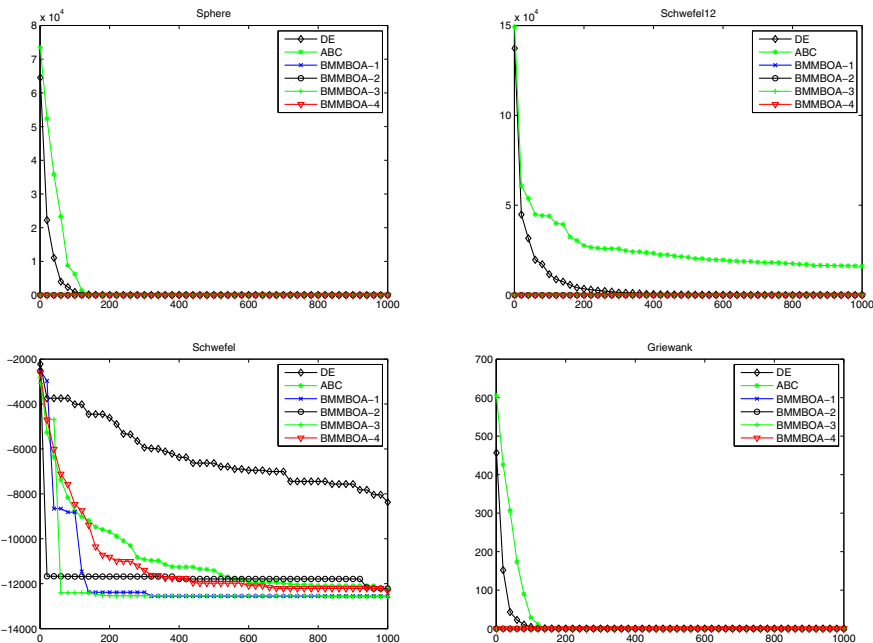 Sphere
x 10⁴
8
7
6
5
4
3
2
1
0
0 200 400 600 800 1000
DE
ABC
BMMBOA−1
BMMBOA−2
BMMBOA−3
BMMBOA−4
Schwefel12
x 10⁴
15
10
5
0
0 200 400 600 800 1000
DE
ABC
BMMBOA−1
BMMBOA−2
BMMBOA−3
BMMBOA−4
Schwefel
−2000
−4000
−6000
−8000
−10000
−12000
−14000
0 200 400 600 800 1000
DE
ABC
BMMBOA−1
BMMBOA−2
BMMBOA−3
BMMBOA−4
Griewank
700
600
500
400
300
200
100
0
0 200 400 600 800 1000
DE
ABC
BMMBOA−1
BMMBOA−2
BMMBOA−3
BMMBOA−4